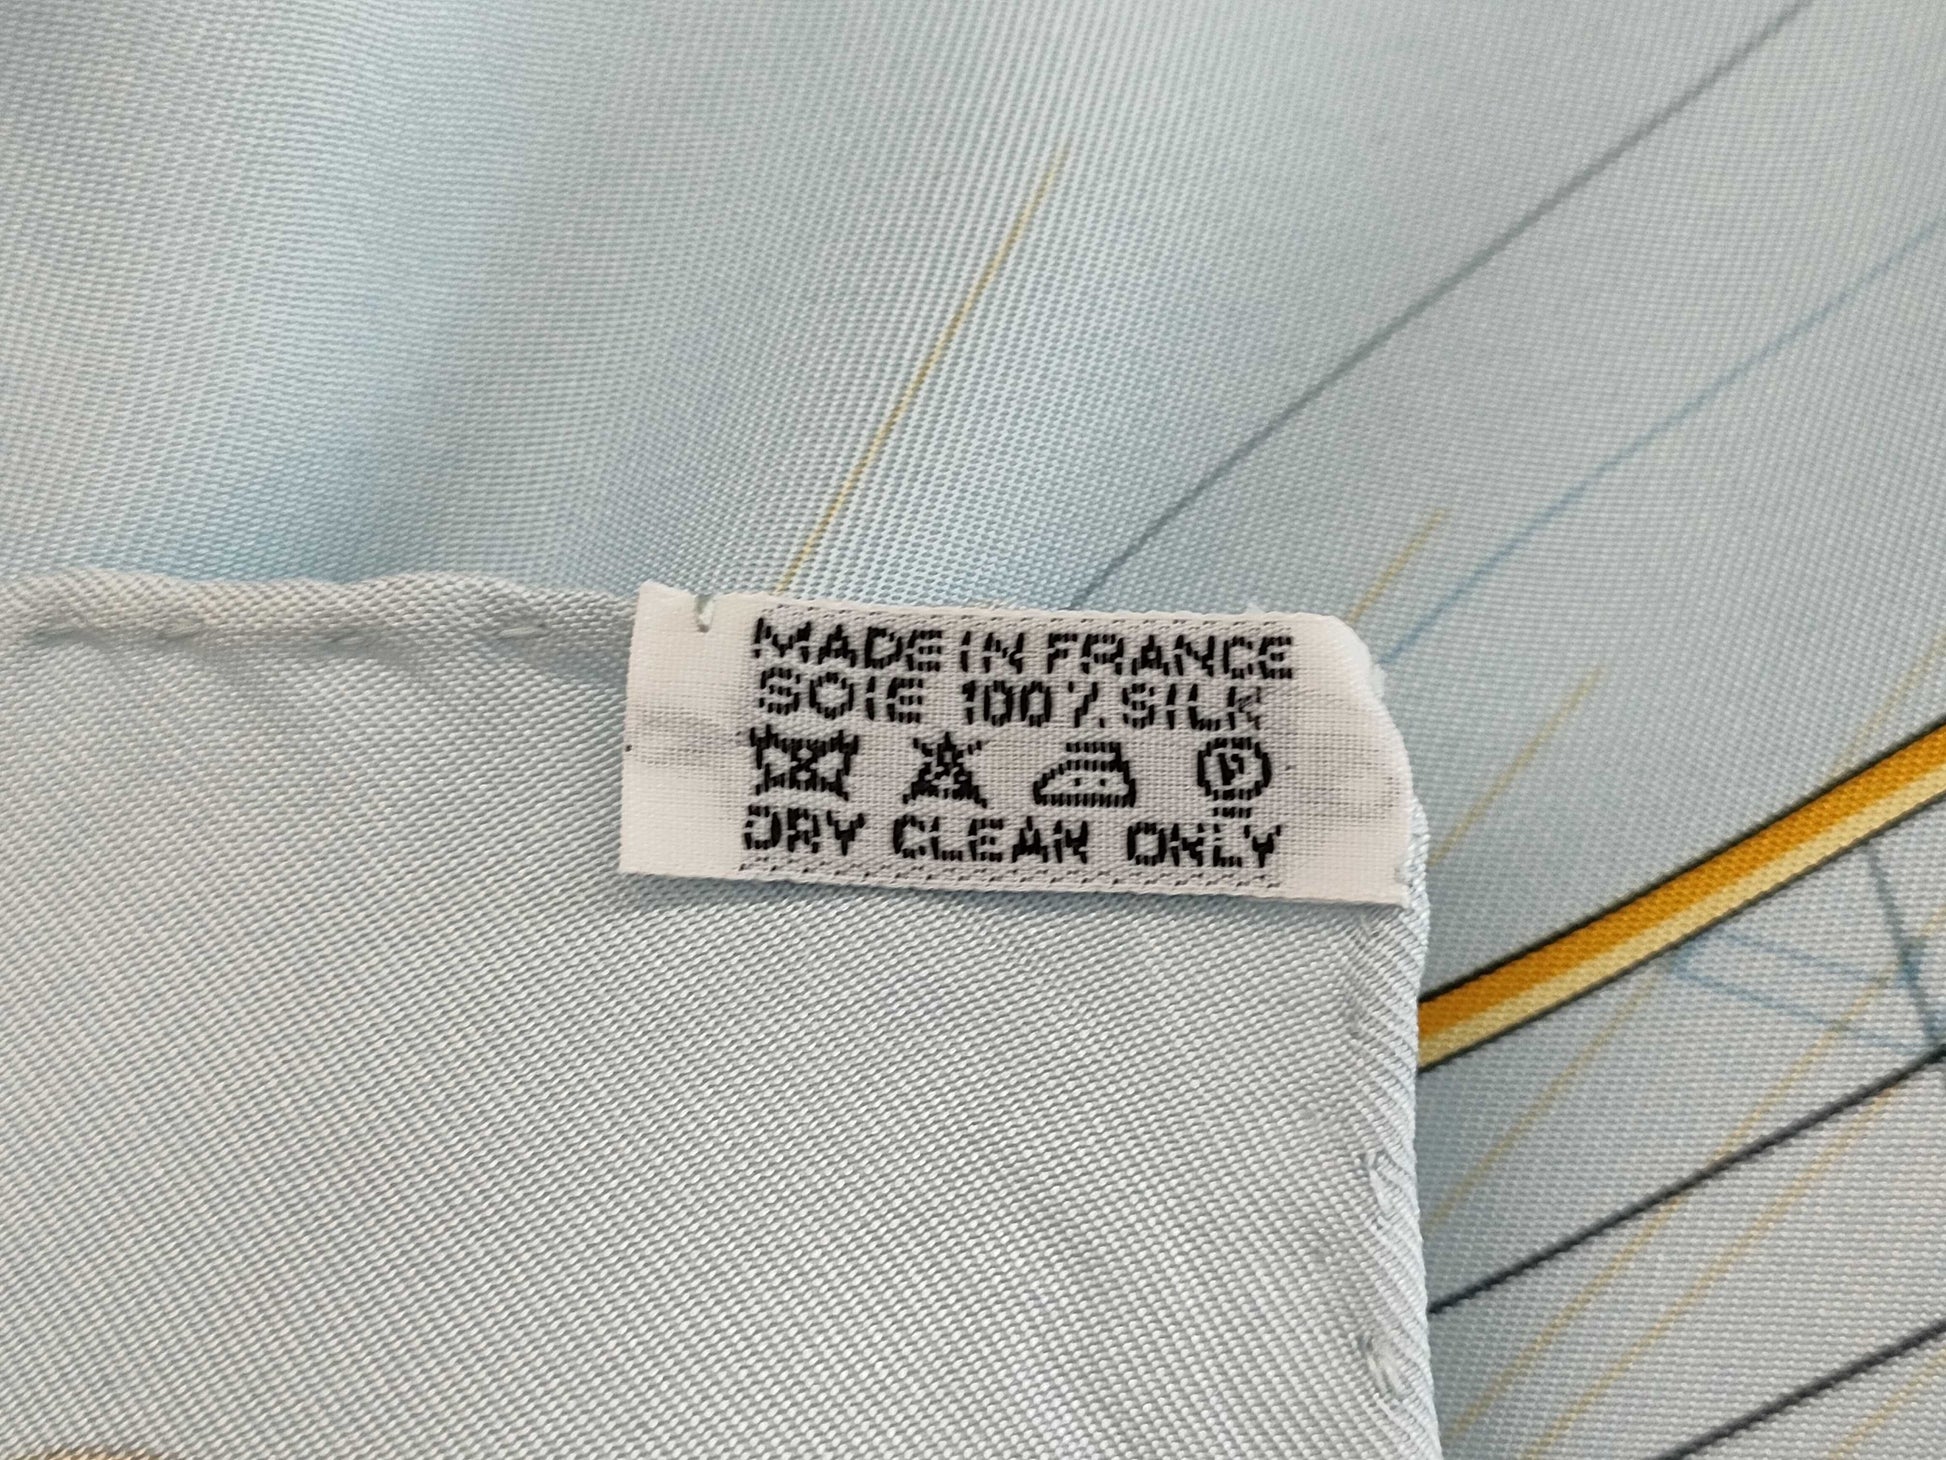 MADE IN FRANCE
SOIE 100% SILK
P
DRY CLEAN ONLY